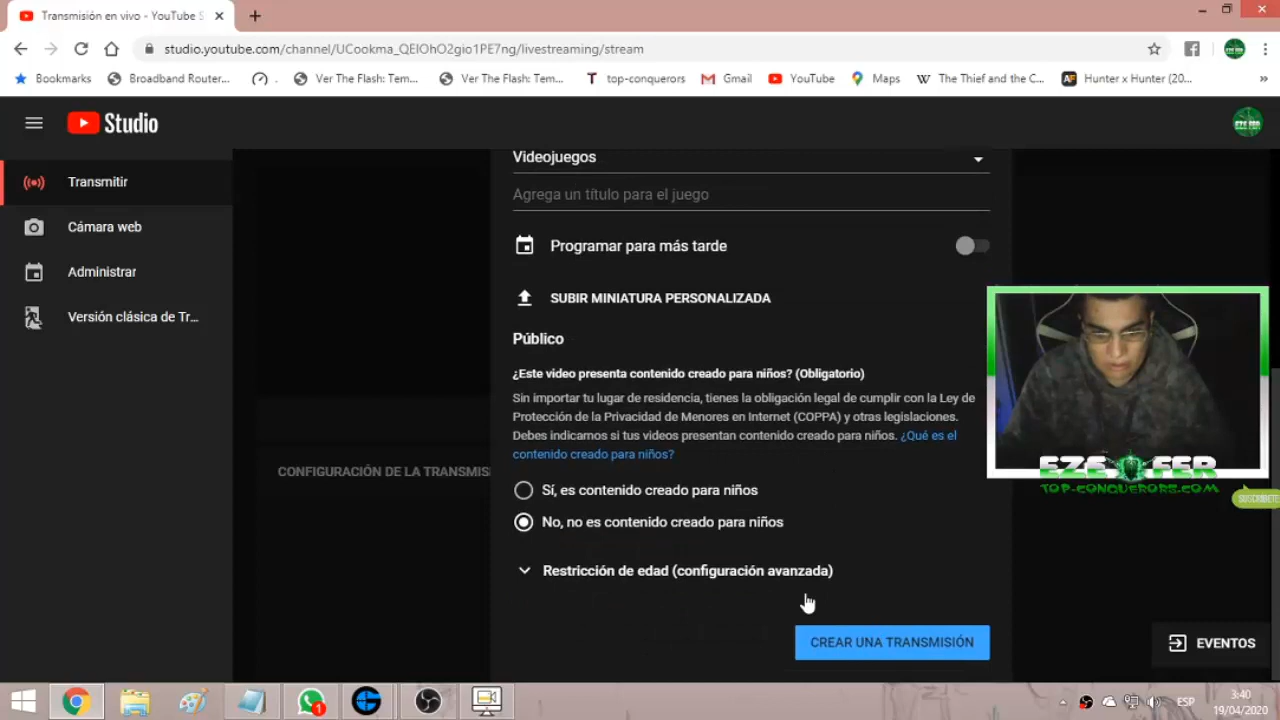 Transmisión en vivo - YouTube S
studio.youtube.com/channel/UCookma_QEIOhO2gio1PE7ng/livestreaming/stream
Bookmarks
Broadband Router...
Ver The Flash: Tem...
Ver The Flash: Tem...
top-conquerors
Gmail
YouTube
Maps
The Thief and the C...
Hunter x Hunter (20...
Studio
EZE FER
Transmitir
Cámara web
Administrar
Versión clásica de Tr...
Videojuegos
Agrega un título para el juego
Programar para más tarde
SUBIR MINIATURA PERSONALIZADA
Público
¿Este video presenta contenido creado para niños? (Obligatorio)
Sin importar tu lugar de residencia, tienes la obligación legal de cumplir con la Ley de
Protección de la Privacidad de Menores en Internet (COPPA) y otras legislaciones.
Debes indicarnos si tus videos presentan contenido creado para niños. ¿Qué es el
contenido creado para niños?
CONFIGURACIÓN DE LA TRANSMIS
Sí, es contenido creado para niños
No, no es contenido creado para niños
Restricción de edad (configuración avanzada)
CREAR UNA TRANSMISIÓN
EZE FER
TOP-CONQUERORS.COM
SUSCRIBETE
EVENTOS
1
ESP
3:40
19/04/2020